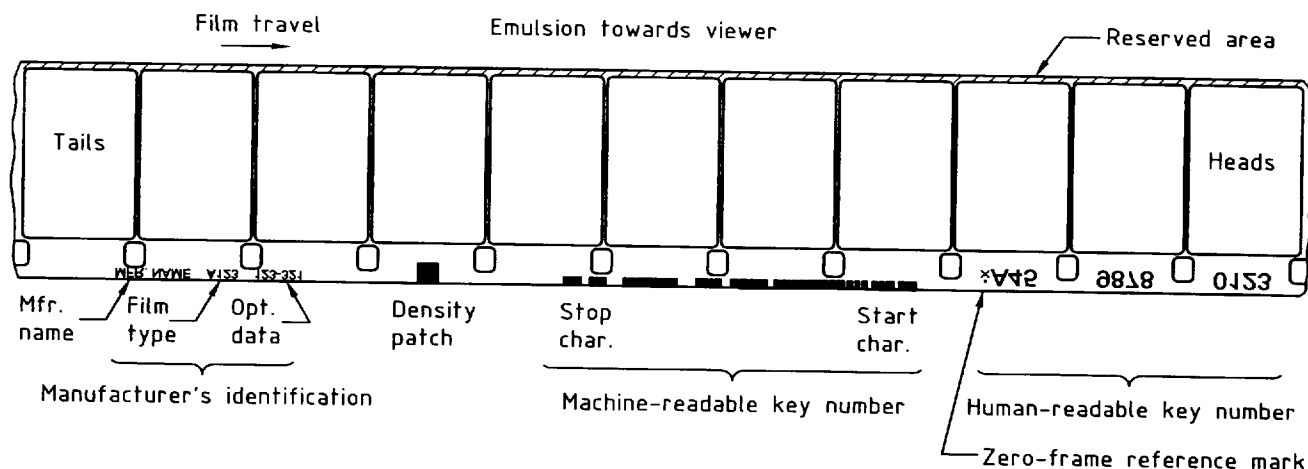 Film travel
Emulsion towards viewer
Reserved area
Tails
Heads
MFR. NAME A123 123-321
A45 9878 0123
Mfr. name
Film type
Opt. data
Density patch
Stop char.
Start char.
Manufacturer's identification
Machine-readable key number
Human-readable key number
Zero-frame reference mark